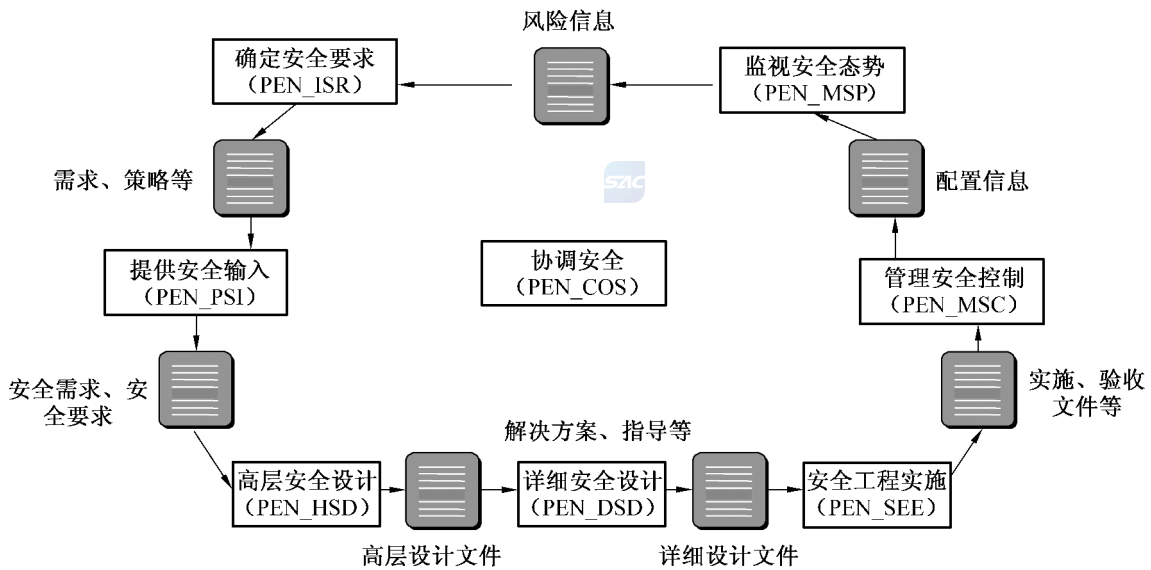 风险信息
确定安全要求
（PEN_ISR）
监视安全态势
（PEN_MSP）
需求、策略等
SAC
配置信息
提供安全输入
（PEN_PSI）
协调安全
（PEN_COS）
管理安全控制
（PEN_MSC）
安全需求、安
全要求
实施、验收
文件等
解决方案、指导等
高层安全设计
（PEN_HSD）
详细安全设计
（PEN_DSD）
安全工程实施
（PEN_SEE）
高层设计文件
详细设计文件